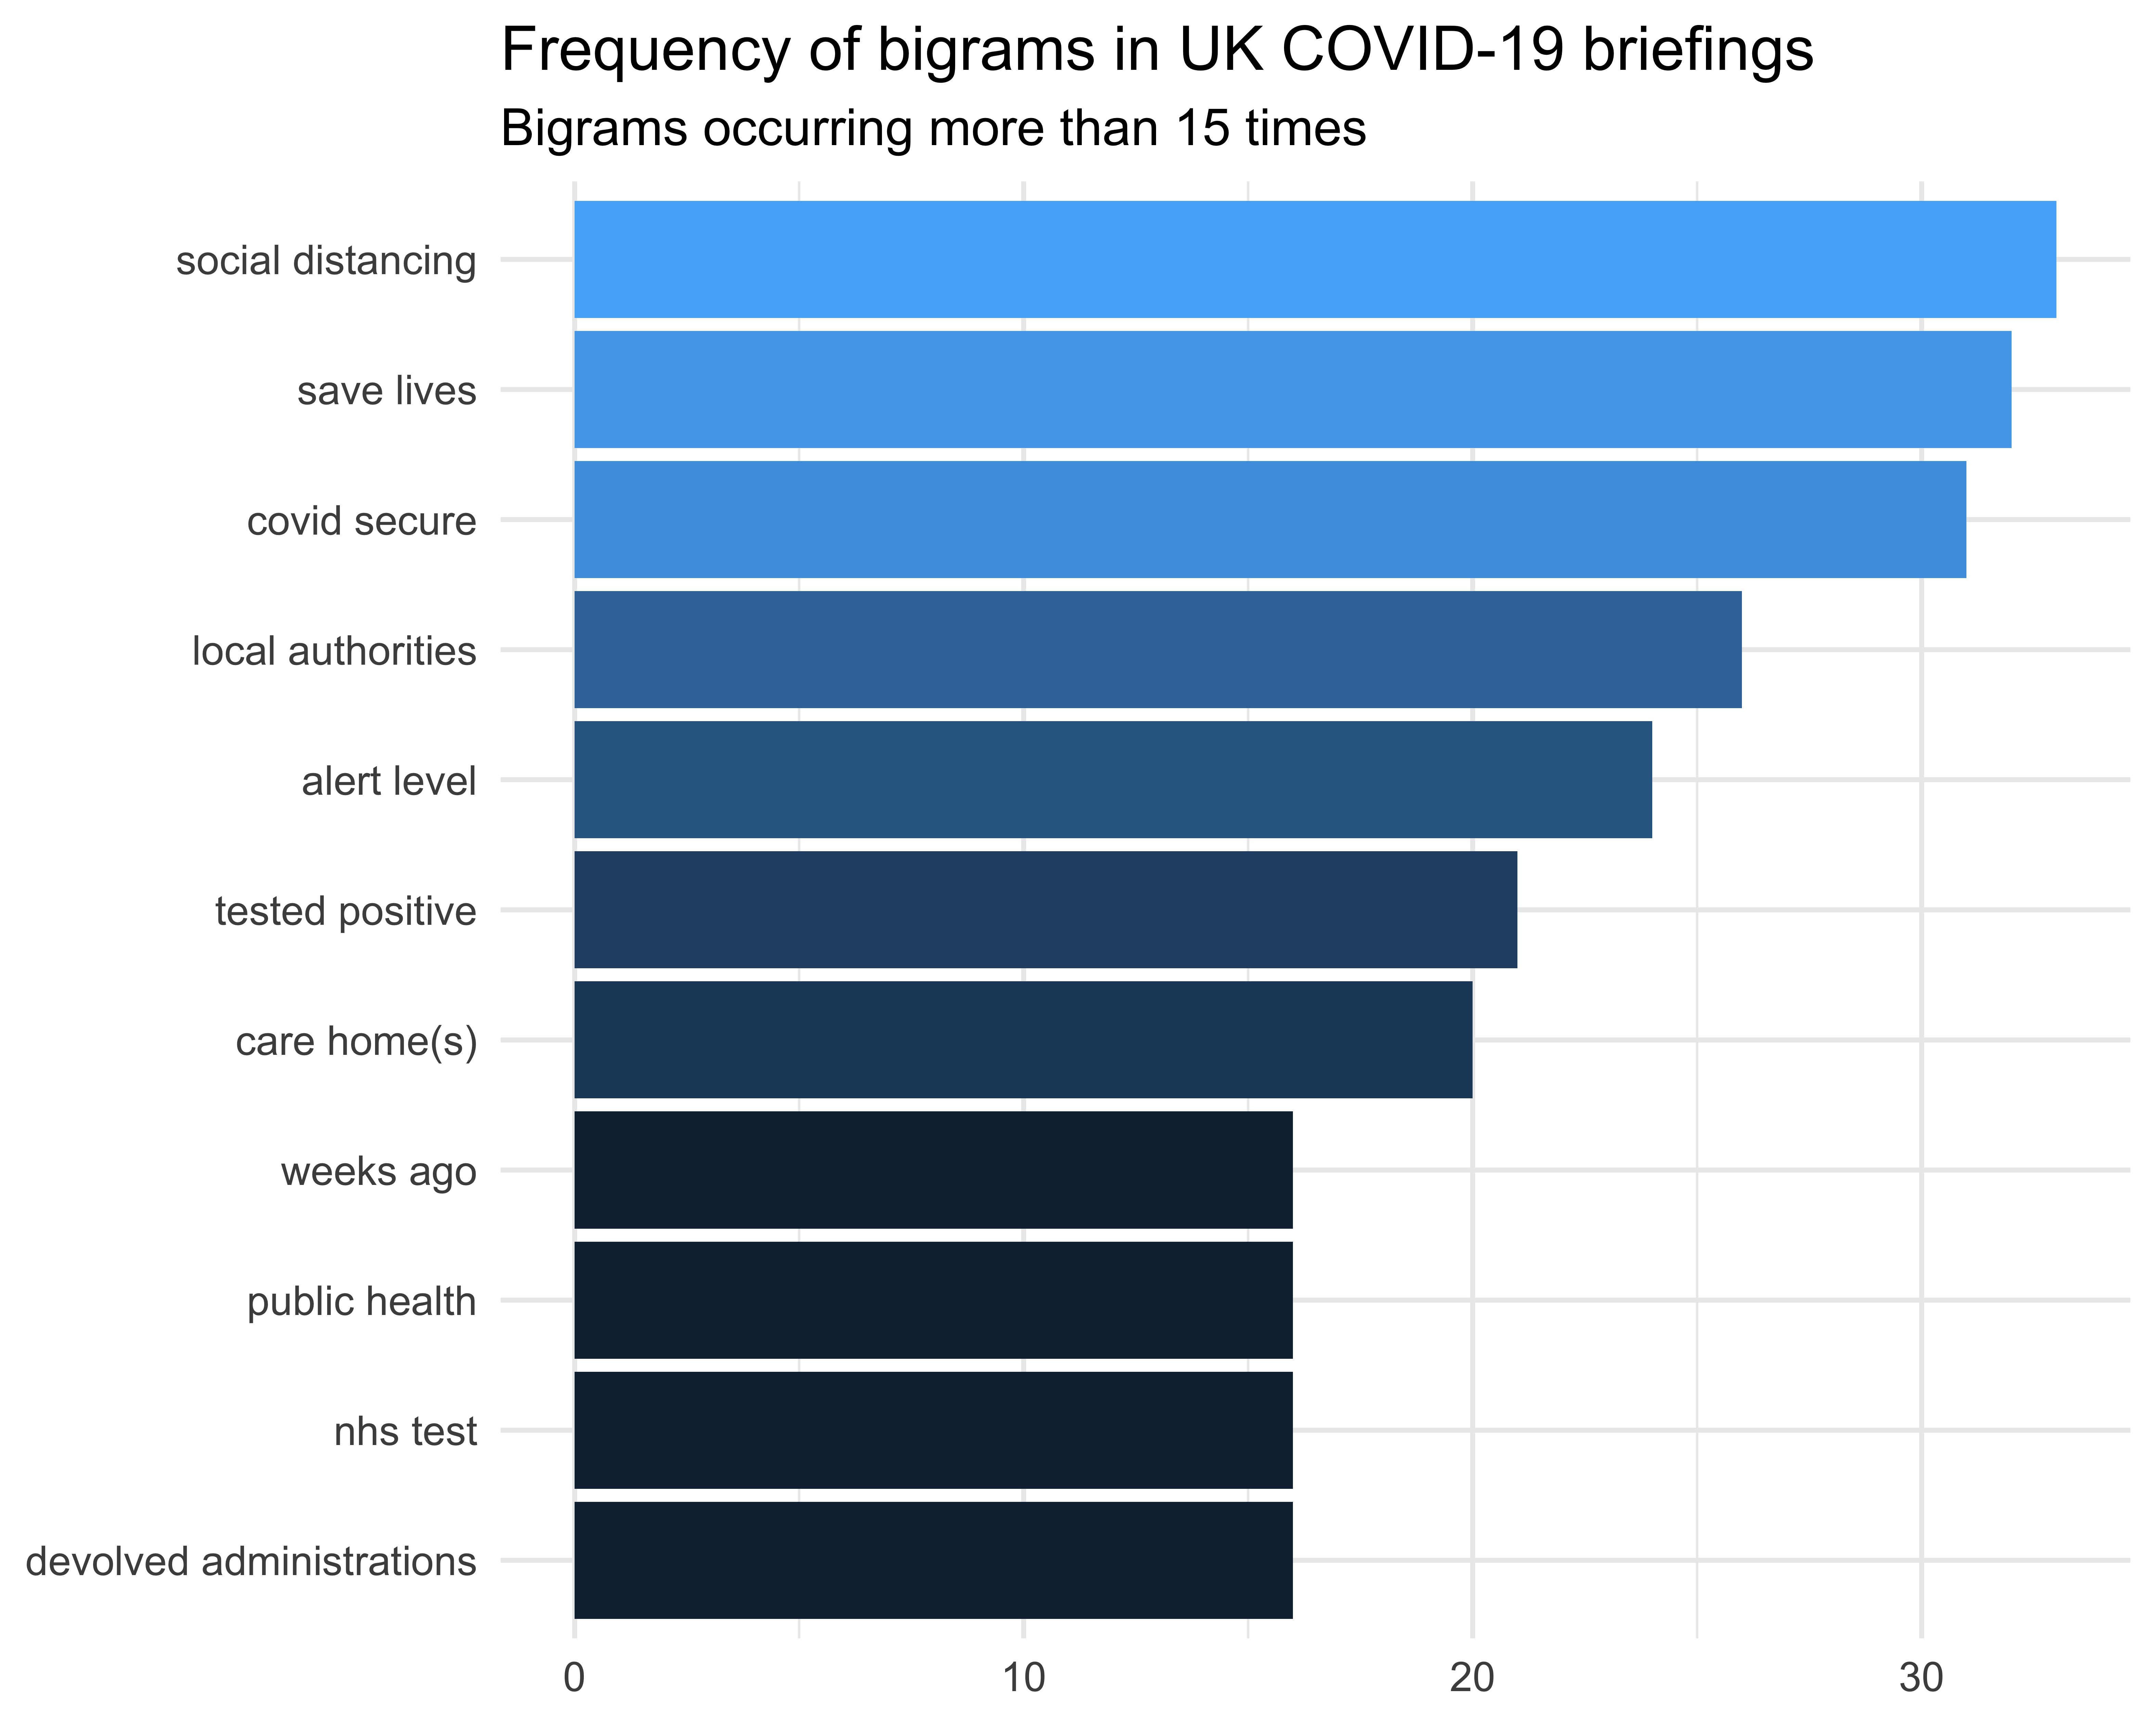 Frequency of bigrams in UK COVID-19 briefings
Bigrams occurring more than 15 times
social distancing
save lives
covid secure
local authorities
alert level
tested positive
care home(s)
weeks ago
public health
nhs test
devolved administrations
0 10 20 30